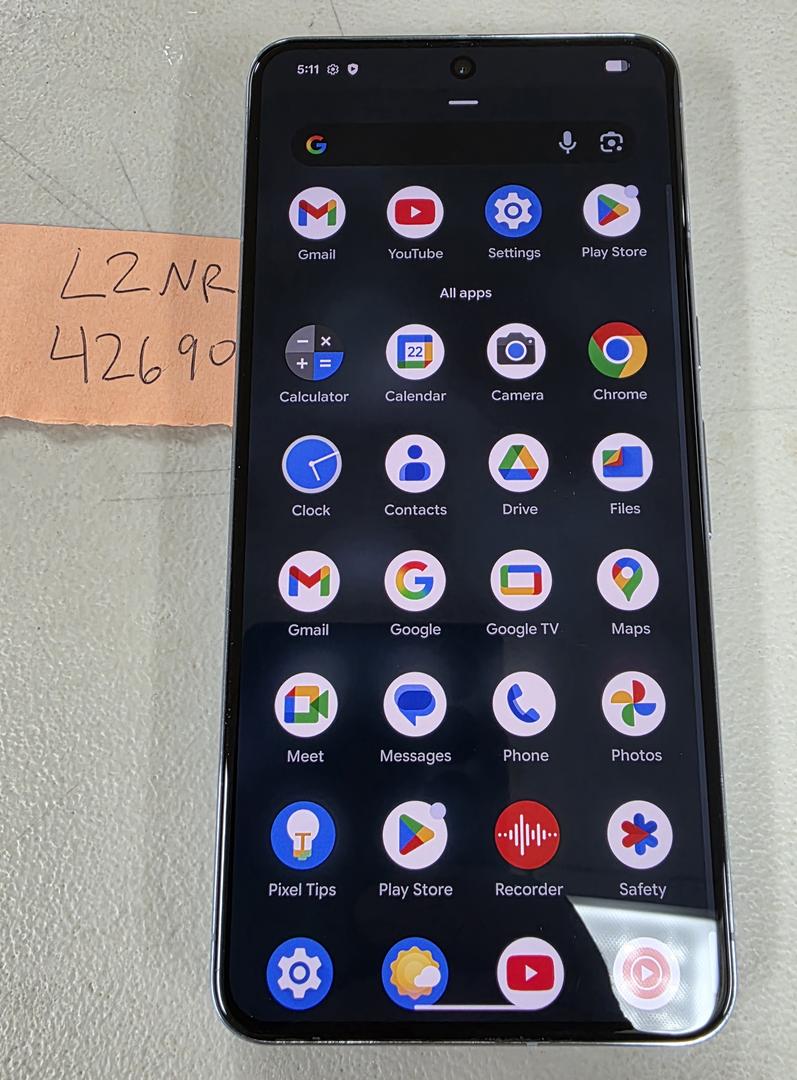 5:11
Gmail YouTube Settings Play Store
All apps
22
Calculator Calendar Camera Chrome
Clock Contacts Drive Files
Gmail Google Google TV Maps
Meet Messages Phone Photos
Pixel Tips Play Store Recorder Safety
LZNR
42690